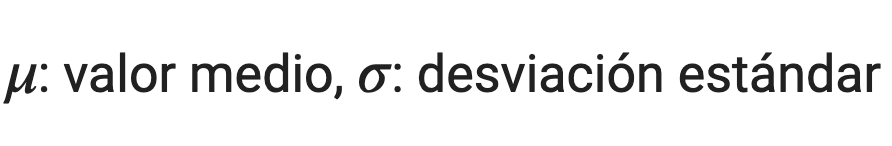 μ: valor medio, σ: desviación estándar